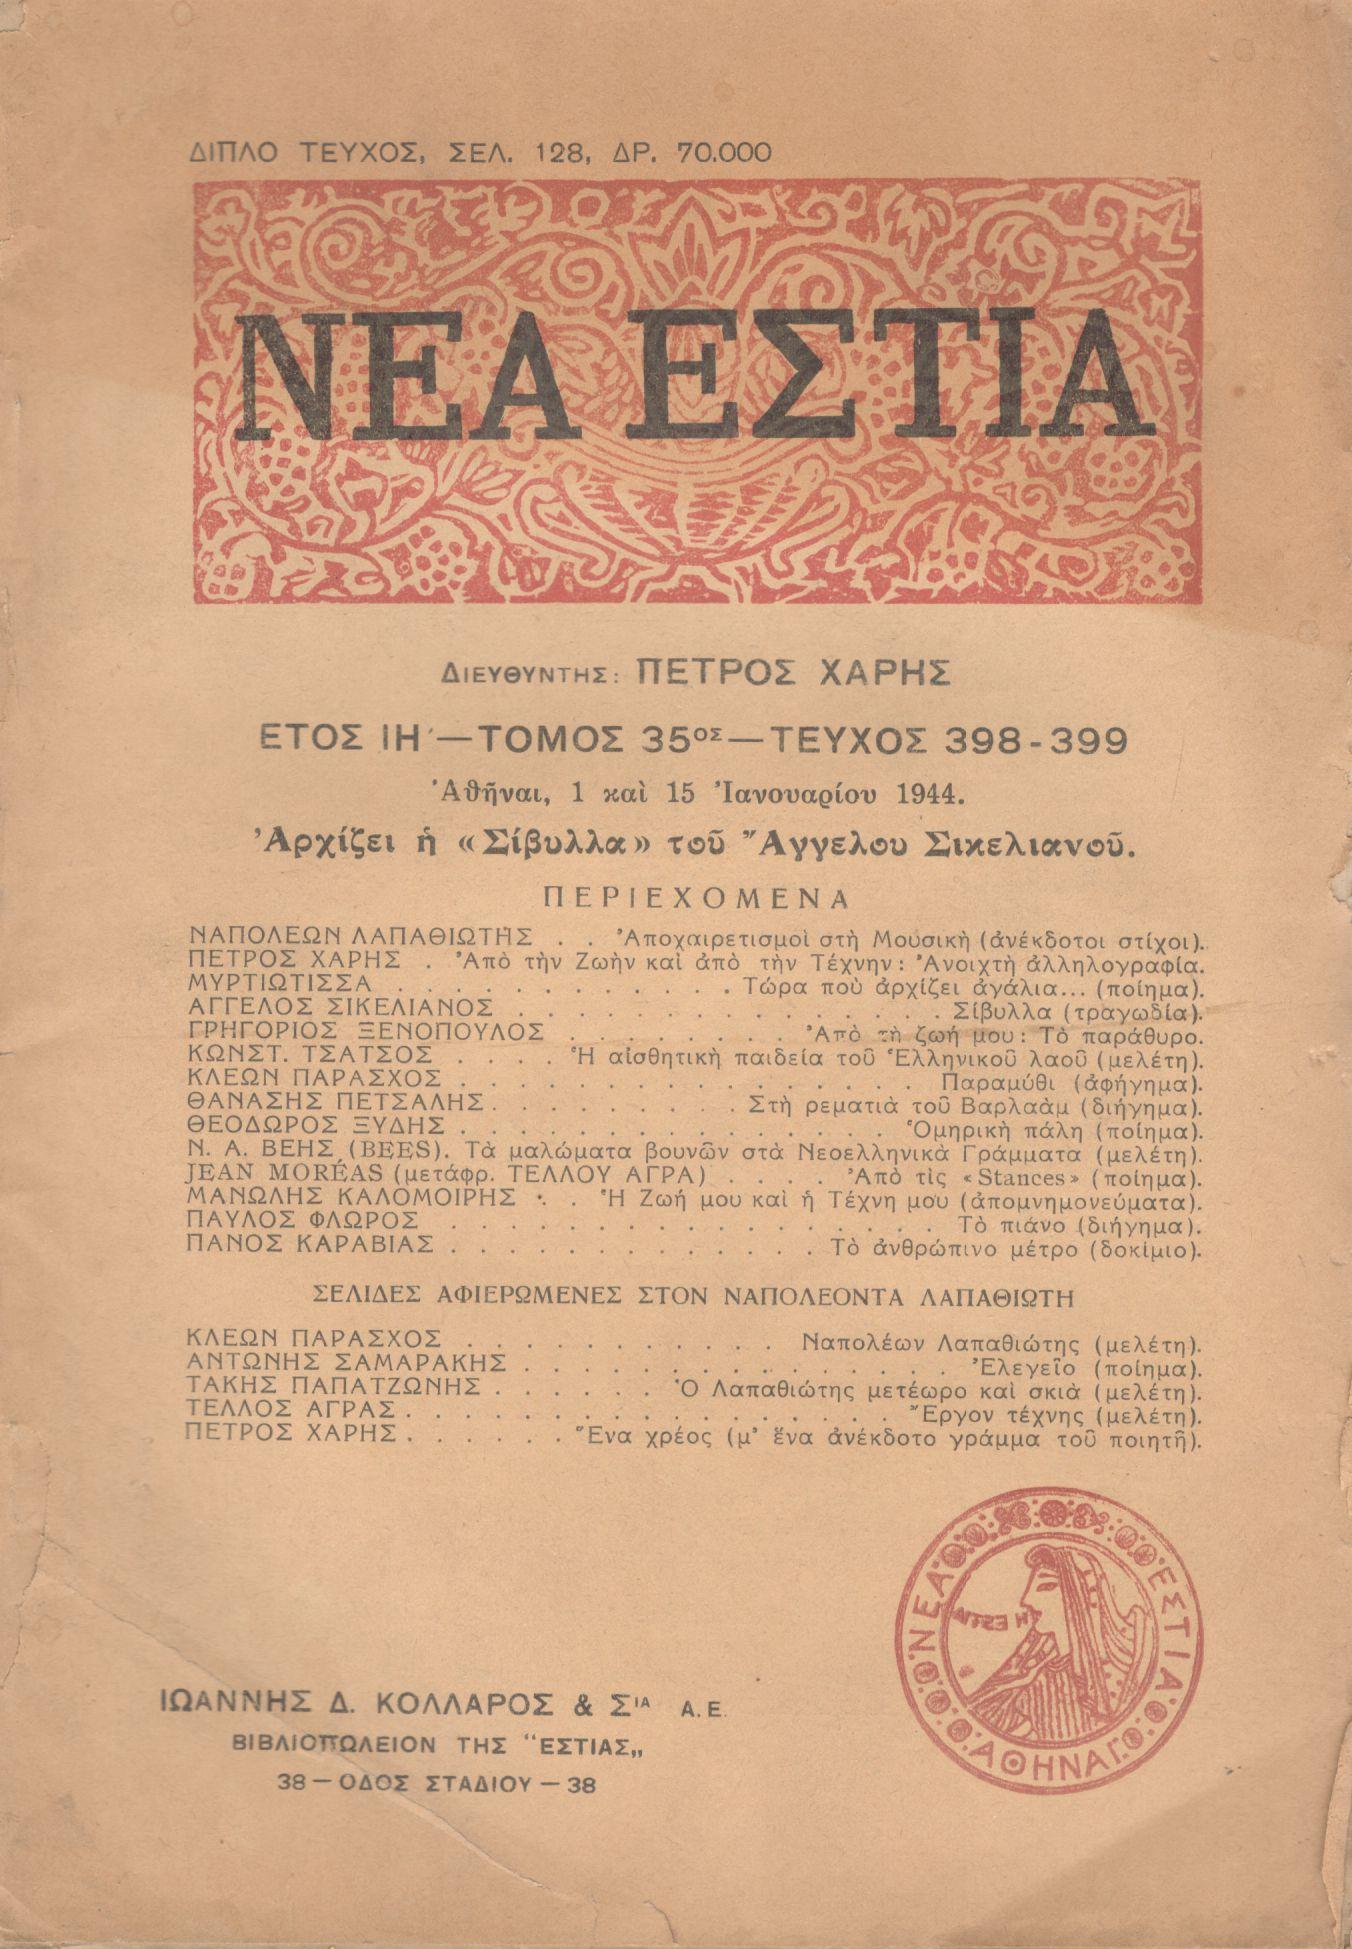 ΔΙΠΛΟ ΤΕΥΧΟΣ, ΣΕΛ. 128, ΔΡ. 70.000
ΝΕΑ ΕΣΤΙΑ
ΔΙΕΥΘΥΝΤΗΣ: ΠΕΤΡΟΣ ΧΑΡΗΣ
ΕΤΟΣ ΙΗ΄ — ΤΟΜΟΣ 35ΟΣ — ΤΕΥΧΟΣ 398 - 399
Ἀθῆναι, 1 καὶ 15 Ἰανουαρίου 1944.
Ἀρχίζει ἡ «Σίβυλλα» τοῦ Ἄγγελου Σικελιανοῦ.
ΠΕΡΙΕΧΟΜΕΝΑ
ΝΑΠΟΛΕΩΝ ΛΑΠΑΘΙΩΤΗΣ . . Ἀποχαιρετισμοὶ στὴ Μουσικὴ (ἀνέκδοτοι στίχοι).
ΠΕΤΡΟΣ ΧΑΡΗΣ . Ἀπὸ τὴν Ζωὴν καὶ ἀπὸ τὴν Τέχνην: Ἀνοιχτὴ ἀλληλογραφία.
ΜΥΡΤΙΩΤΙΣΣΑ . . . . . . . . . . . . . Τώρα ποὺ ἀρχίζει ἀγάλια... (ποίημα).
ΑΓΓΕΛΟΣ ΣΙΚΕΛΙΑΝΟΣ . . . . . . . . . . . . . . . Σίβυλλα (τραγωδία).
ΓΡΗΓΟΡΙΟΣ ΞΕΝΟΠΟΥΛΟΣ . . . . . . . . Ἀπὸ τὴ ζωή μου: Τὸ παράθυρο.
ΚΩΝΣΤ. ΤΣΑΤΣΟΣ . . . . Ἡ αἰσθητικὴ παιδεία τοῦ Ἑλληνικοῦ λαοῦ (μελέτη).
ΚΛΕΩΝ ΠΑΡΑΣΧΟΣ . . . . . . . . . . . . . . . Παραμύθι (ἀφήγημα).
ΘΑΝΑΣΗΣ ΠΕΤΣΑΛΗΣ . . . . . . . . . Στὴ ρεματιὰ τοῦ Βαρλαὰμ (διήγημα).
ΘΕΟΔΩΡΟΣ ΞΥΔΗΣ . . . . . . . . . . . . . . . Ὁμηρικὴ πάλη (ποίημα).
Ν. Α. ΒΕΗΣ (BEES). Τὰ μαλώματα βουνῶν στὰ Νεοελληνικὰ Γράμματα (μελέτη).
JEAN MORÉAS (μετάφρ. ΤΕΛΛΟΥ ΑΓΡΑ) . . . . Ἀπὸ τὶς «Stances» (ποίημα).
ΜΑΝΩΛΗΣ ΚΑΛΟΜΟΙΡΗΣ . . Ἡ Ζωή μου καὶ ἡ Τέχνη μου (ἀπομνημονεύματα).
ΠΑΥΛΟΣ ΦΛΩΡΟΣ . . . . . . . . . . . . . . . . . Τὸ πιάνο (διήγημα).
ΠΑΝΟΣ ΚΑΡΑΒΙΑΣ . . . . . . . . . . . . . Τὸ ἀνθρώπινο μέτρο (δοκίμιο).
ΣΕΛΙΔΕΣ ΑΦΙΕΡΩΜΕΝΕΣ ΣΤΟΝ ΝΑΠΟΛΕΟΝΤΑ ΛΑΠΑΘΙΩΤΗ
ΚΛΕΩΝ ΠΑΡΑΣΧΟΣ . . . . . . . . . . . Ναπολέων Λαπαθιώτης (μελέτη).
ΑΝΤΩΝΗΣ ΣΑΜΑΡΑΚΗΣ . . . . . . . . . . . . . . Ἐλεγεῖο (ποίημα).
ΤΑΚΗΣ ΠΑΠΑΤΖΩΝΗΣ . . . . . . Ὁ Λαπαθιώτης μετέωρο καὶ σκιὰ (μελέτη).
ΤΕΛΛΟΣ ΑΓΡΑΣ . . . . . . . . . . . . . . . . . Ἔργον τέχνης (μελέτη).
ΠΕΤΡΟΣ ΧΑΡΗΣ . . . . . . Ἕνα χρέος (μ' ἕνα ἀνέκδοτο γράμμα τοῦ ποιητῆ).
ΝΕΑ ΕΣΤΙΑ
ΤΗ ΕΣΤΙΑ
ΑΘΗΝΑΙ
ΙΩΑΝΝΗΣ Δ. ΚΟΛΛΑΡΟΣ & ΣΙΑ Α.Ε.
ΒΙΒΛΙΟΠΩΛΕΙΟΝ ΤΗΣ “ΕΣΤΙΑΣ„
38 — ΟΔΟΣ ΣΤΑΔΙΟΥ — 38